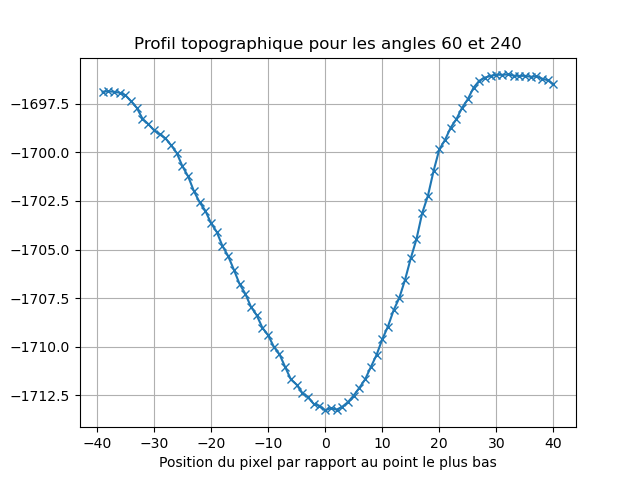 Profil topographique pour les angles 60 et 240
−1697.5
−1700.0
−1702.5
−1705.0
−1707.5
−1710.0
−1712.5
−40 −30 −20 −10 0 10 20 30 40
Position du pixel par rapport au point le plus bas